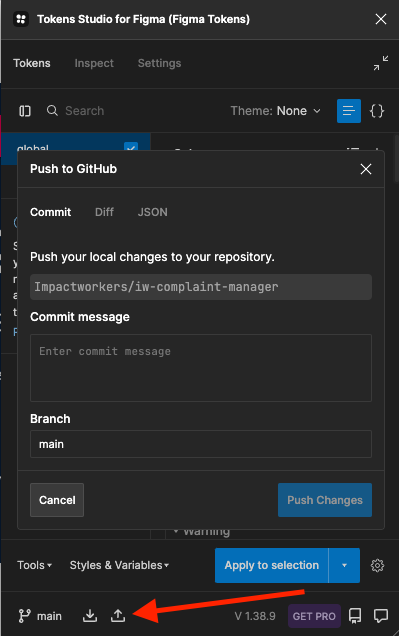 Tokens Studio for Figma (Figma Tokens)
Tokens Inspect Settings
Search Theme: None {}
global
Push to GitHub
Commit Diff JSON
Push your local changes to your repository.
Impactworkers/iw-complaint-manager
Commit message
Enter commit message
Branch
main
Cancel Push Changes
Warning
Tools Styles & Variables Apply to selection
main V 1.38.9 GET PRO